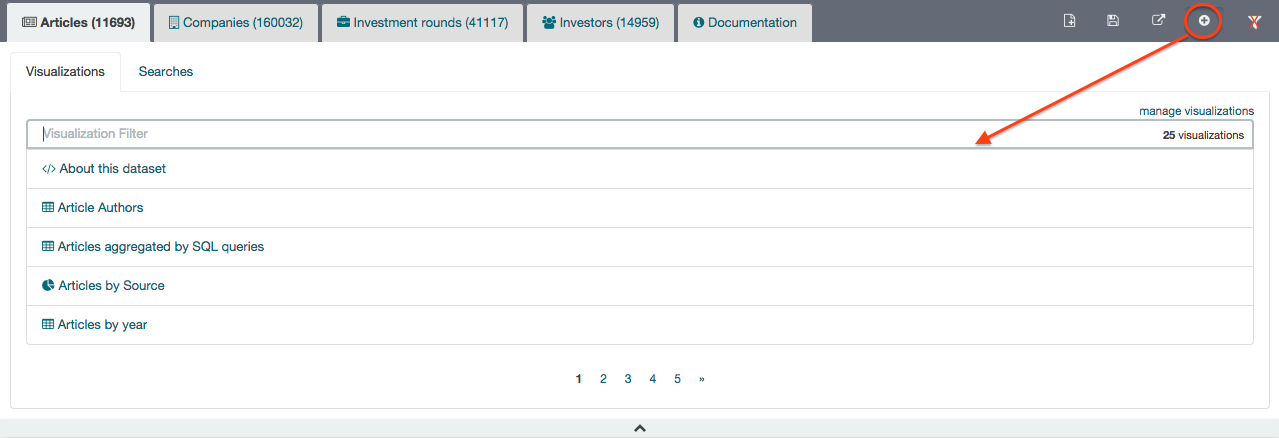 Articles (11693) Companies (160032) Investment rounds (41117) Investors (14959) Documentation
Visualizations Searches
manage visualizations
Visualization Filter 25 visualizations
</> About this dataset
Article Authors
Articles aggregated by SQL queries
Articles by Source
Articles by year
1 2 3 4 5 »